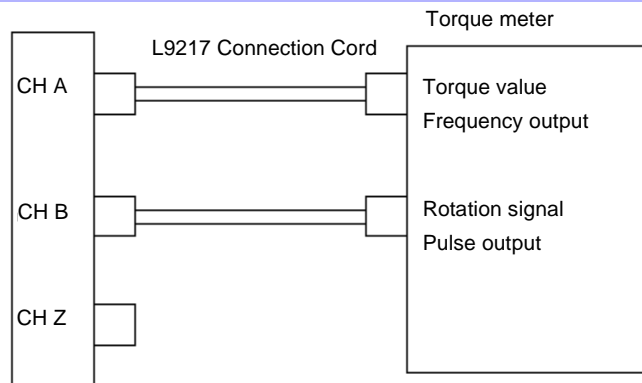 Torque meter
L9217 Connection Cord
CH A
Torque value
Frequency output
CH B
Rotation signal
Pulse output
CH Z